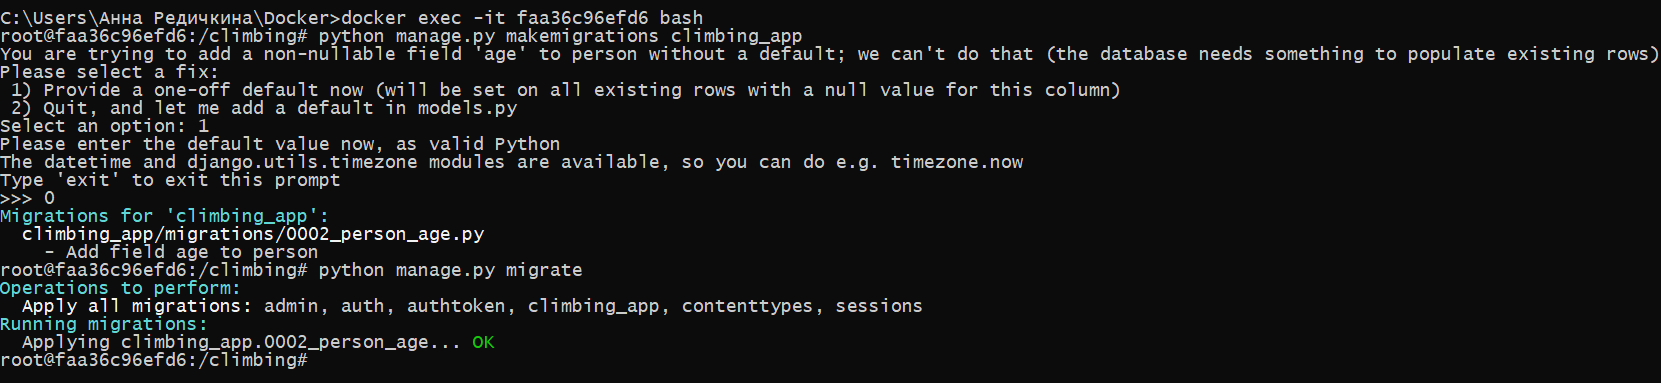 C:\Users\Анна Редичкина\Docker>docker exec -it faa36c96efd6 bash
root@faa36c96efd6:/climbing# python manage.py makemigrations climbing_app
You are trying to add a non-nullable field 'age' to person without a default; we can't do that (the database needs something to populate existing rows)
Please select a fix:
 1) Provide a one-off default now (will be set on all existing rows with a null value for this column)
 2) Quit, and let me add a default in models.py
Select an option: 1
Please enter the default value now, as valid Python
The datetime and django.utils.timezone modules are available, so you can do e.g. timezone.now
Type 'exit' to exit this prompt
>>> 0
Migrations for 'climbing_app':
  climbing_app/migrations/0002_person_age.py
    - Add field age to person
root@faa36c96efd6:/climbing# python manage.py migrate
Operations to perform:
  Apply all migrations: admin, auth, authtoken, climbing_app, contenttypes, sessions
Running migrations:
  Applying climbing_app.0002_person_age... OK
root@faa36c96efd6:/climbing#